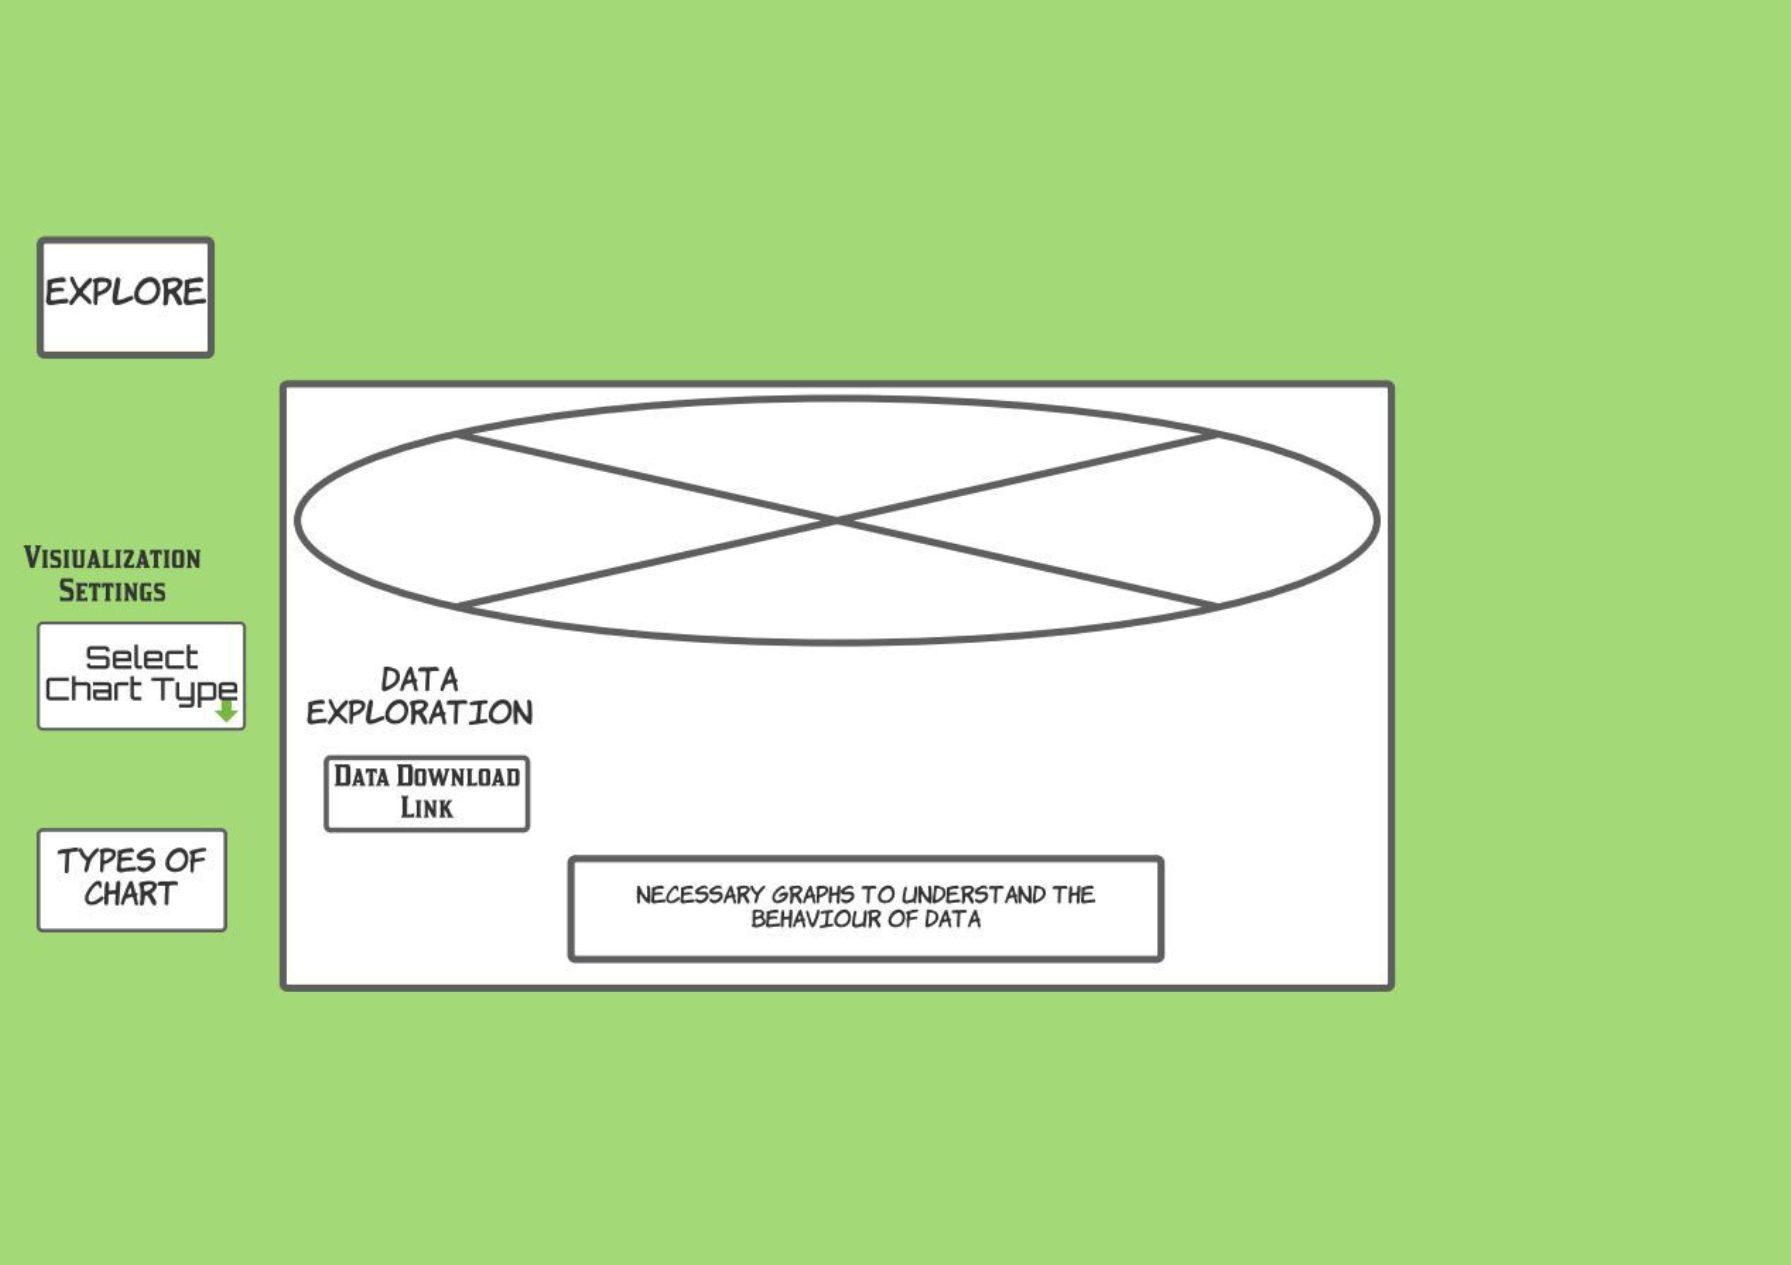 EXPLORE
VISIUALIZATION
SETTINGS
Select
Chart Type
TYPES OF
CHART
DATA
EXPLORATION
DATA DOWNLOAD
LINK
NECESSARY GRAPHS TO UNDERSTAND THE
BEHAVIOUR OF DATA